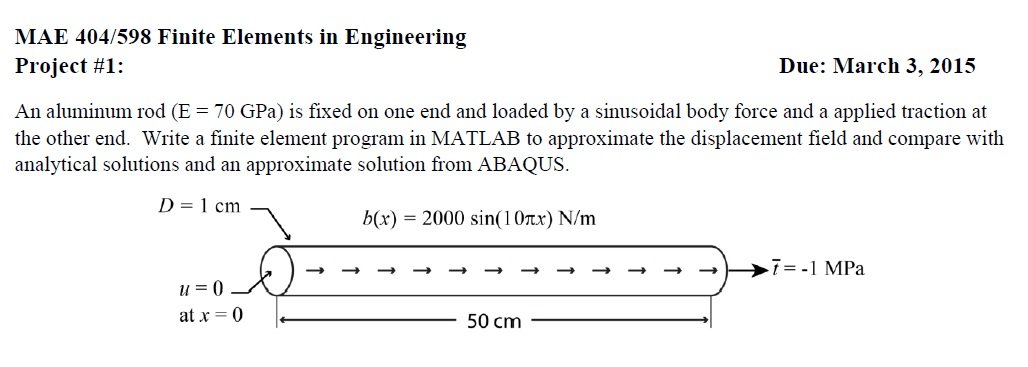 MAE 404/598 Finite Elements in Engineering
Project #1: Due: March 3, 2015
An aluminum rod (E = 70 GPa) is fixed on one end and loaded by a sinusoidal body force and a applied traction at
the other end. Write a finite element program in MATLAB to approximate the displacement field and compare with
analytical solutions and an approximate solution from ABAQUS.
D = 1 cm
b(x) = 2000 sin(10πx) N/m
t̅ = -1 MPa
u = 0
at x = 0
50 cm